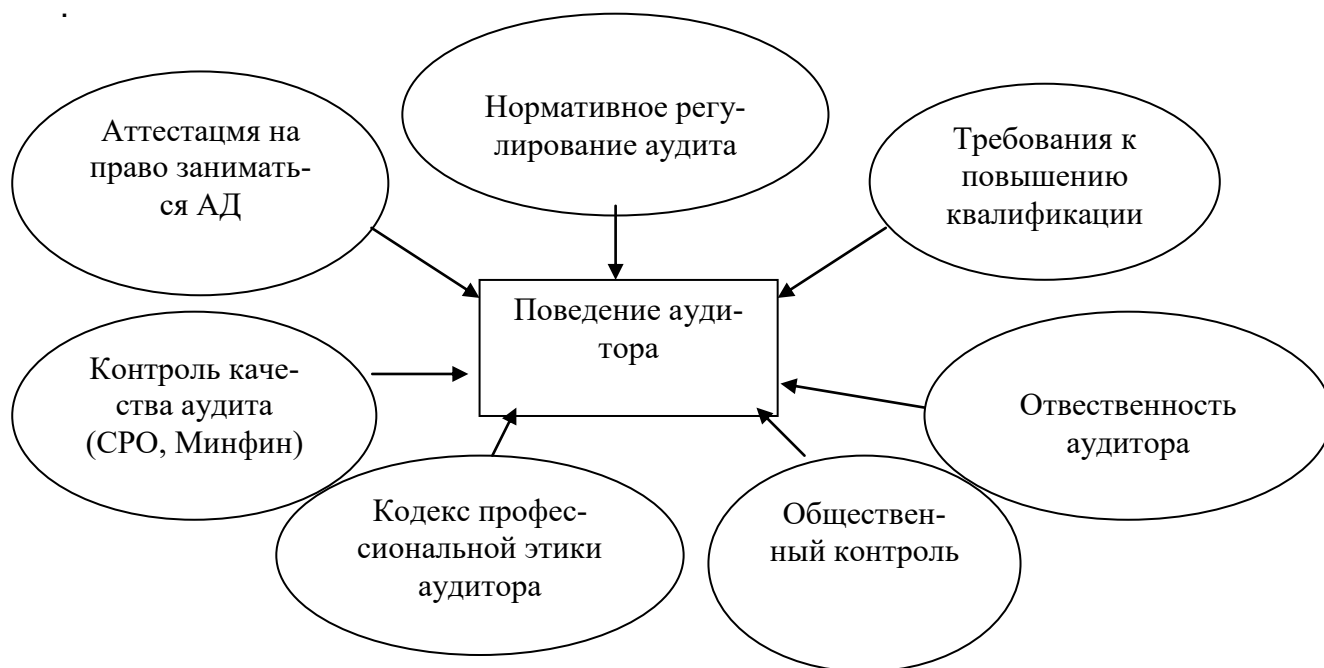 .
Нормативное регу-
лирование аудита
Аттестацмя на
право занимать-
ся АД
Требования к
повышению
квалификации
Поведение ауди-
тора
Контроль каче-
ства аудита
(СРО, Минфин)
Отвественность
аудитора
Кодекс профес-
сиональной этики
аудитора
Обществен-
ный контроль